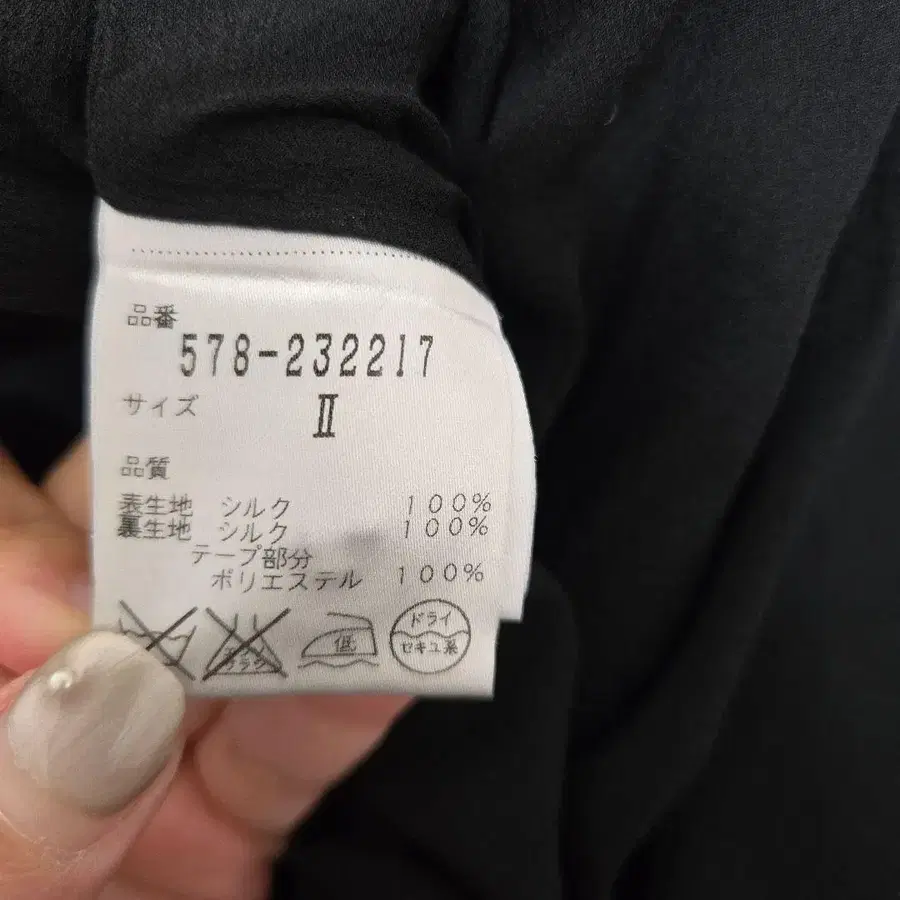 品番
578-232217
サイズ
Ⅱ
品質
表生地 シルク 100%
裏生地 シルク 100%
テープ部分
ポリエステル 100%
低
ドライ
セキユ系